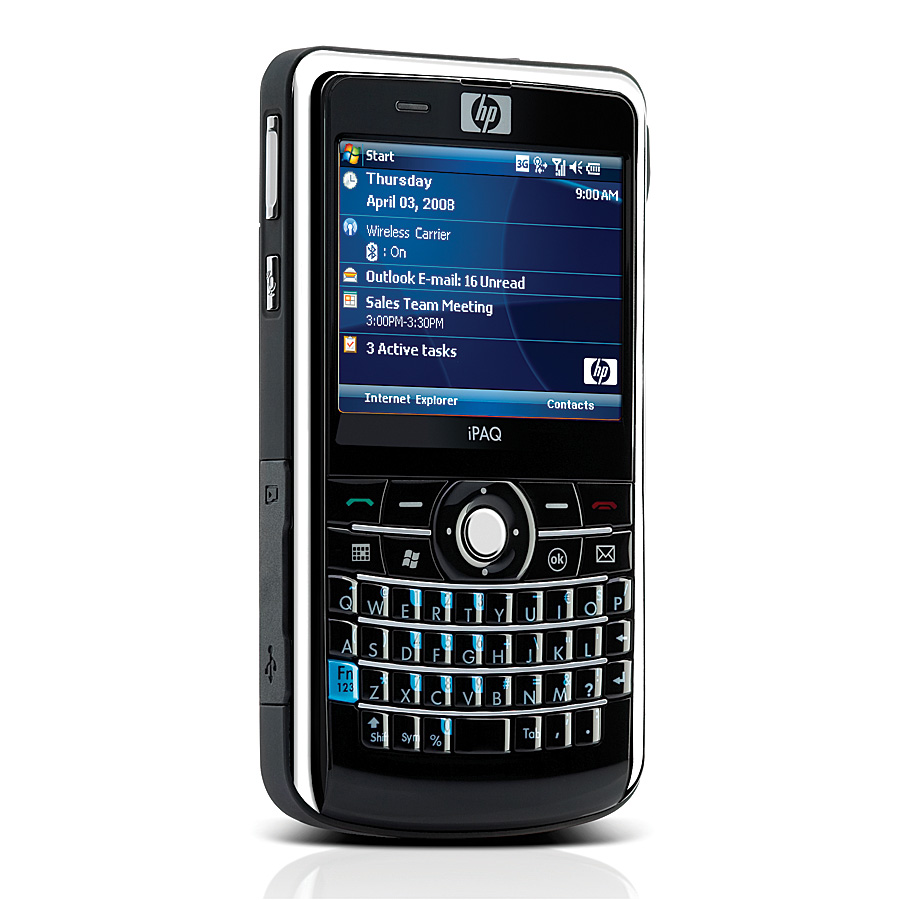 hp
Start
3G
Thursday
9:00 AM
April 03, 2008
Wireless Carrier
: On
Outlook E-mail: 16 Unread
Sales Team Meeting
3:00PM-3:30PM
3 Active tasks
hp
Internet Explorer Contacts
iPAQ
ok
Q W E R T Y U I O P
A S D F G H J K L
Fn
123 Z X C V B N M ?
Shift Sym % Tab , .